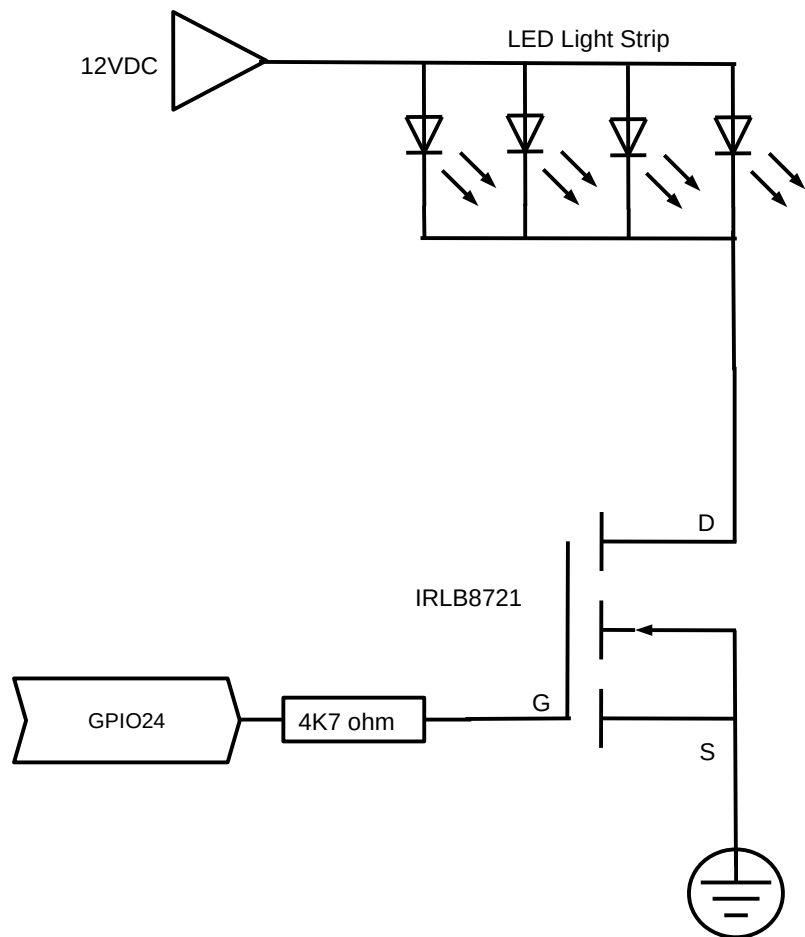 LED Light Strip
12VDC
D
IRLB8721
G
GPIO24
4K7 ohm
S